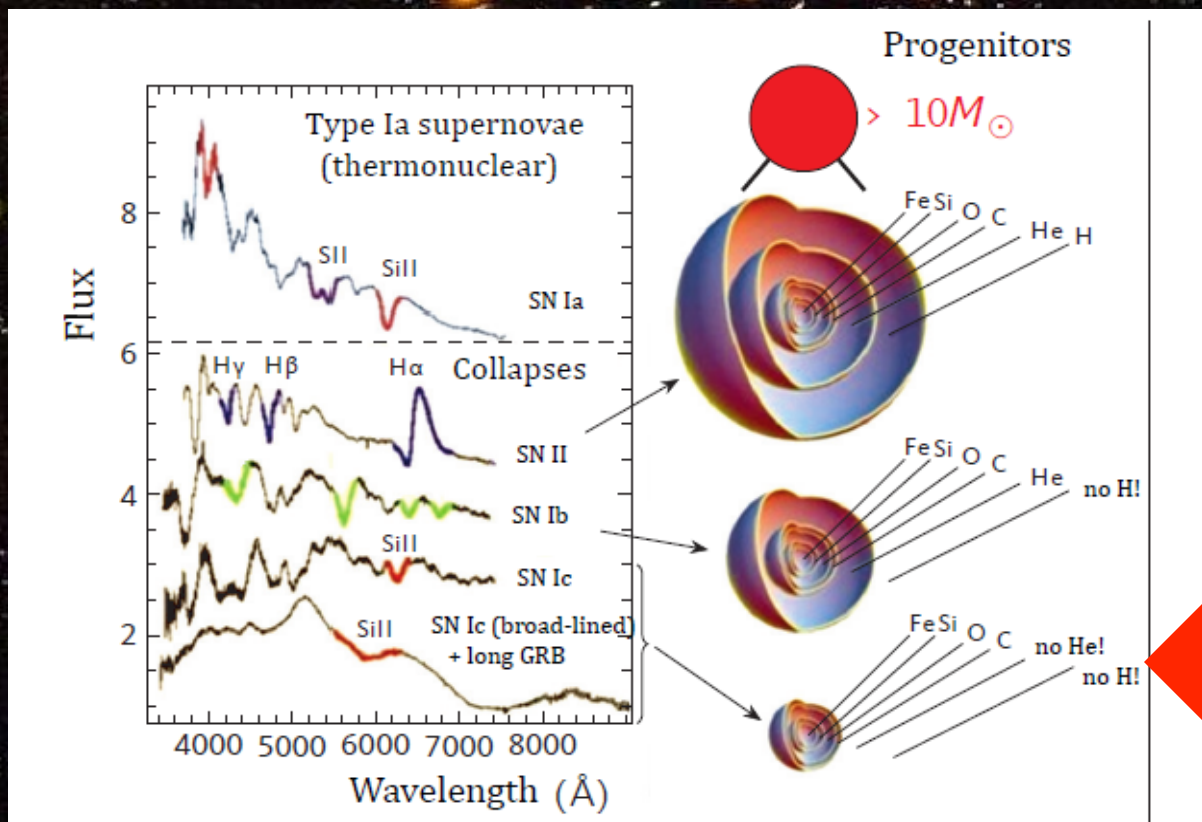 Progenitors
> 10M☉
Type Ia supernovae
(thermonuclear)
Fe Si O C He H
8
SII
SiII
SN Ia
Flux
6
Hγ Hβ Hα Collapses
SN II
Fe Si O C He no H!
4
SN Ib
SiII
SN Ic
2
SiII
SN Ic (broad-lined)
+ long GRB
Fe Si O C no He!
no H!
4000 5000 6000 7000 8000
Wavelength (Å)